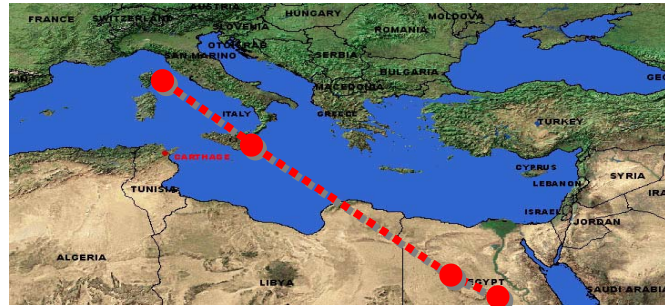 AUSTRIA
HUNGARY
MOLDOVA
FRANCE
SWITZERLAND
SLOVENIA
ROMANIA
SAN MARINO
SERBIA
BULGARIA
MACEDONIA
ITALY
GREECE
TURKEY
CARTHAGE
CYPRUS
SYRIA
LEBANON
TUNISIA
ISRAEL
JORDAN
ALGERIA
LIBYA
EGYPT
SAUDI ARABIA